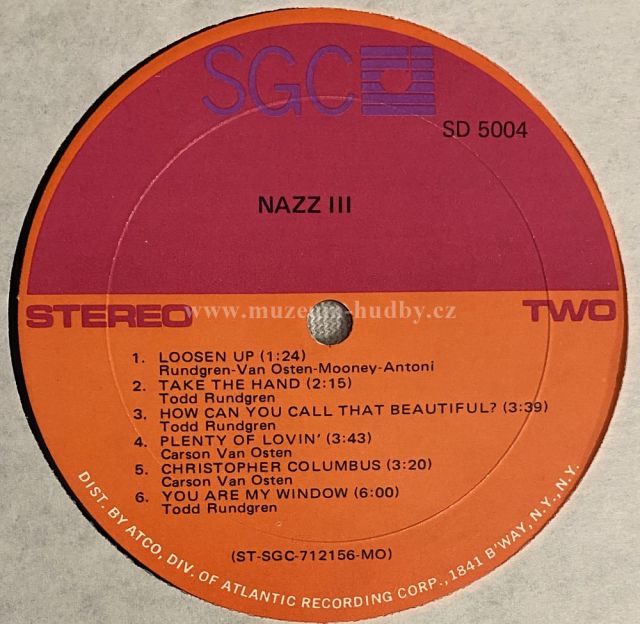 SGC
SD 5004
NAZZ III
STEREO
www.muzeum-hudby.cz
TWO
1. LOOSEN UP (1:24)
Rundgren-Van Osten-Mooney-Antoni
2. TAKE THE HAND (2:15)
Todd Rundgren
3. HOW CAN YOU CALL THAT BEAUTIFUL? (3:39)
Todd Rundgren
4. PLENTY OF LOVIN' (3:43)
Carson Van Osten
5. CHRISTOPHER COLUMBUS (3:20)
Carson Van Osten
6. YOU ARE MY WINDOW (6:00)
Todd Rundgren
(ST-SGC-712156-MO)
DIST. BY ATCO, DIV. OF ATLANTIC RECORDING CORP., 1841 B'WAY, N.Y., N.Y.